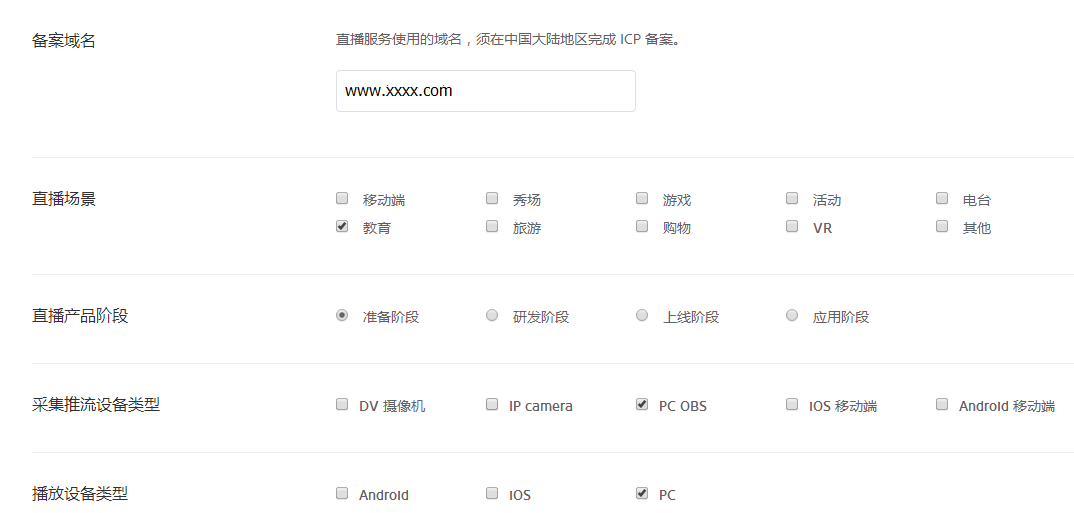 备案域名 直播服务使用的域名，须在中国大陆地区完成 ICP 备案。
www.xxxx.com
直播场景 移动端 秀场 游戏 活动 电台
教育 旅游 购物 VR 其他
直播产品阶段 准备阶段 研发阶段 上线阶段 应用阶段
采集推流设备类型 DV 摄像机 IP camera PC OBS IOS 移动端 Android 移动端
播放设备类型 Android IOS PC